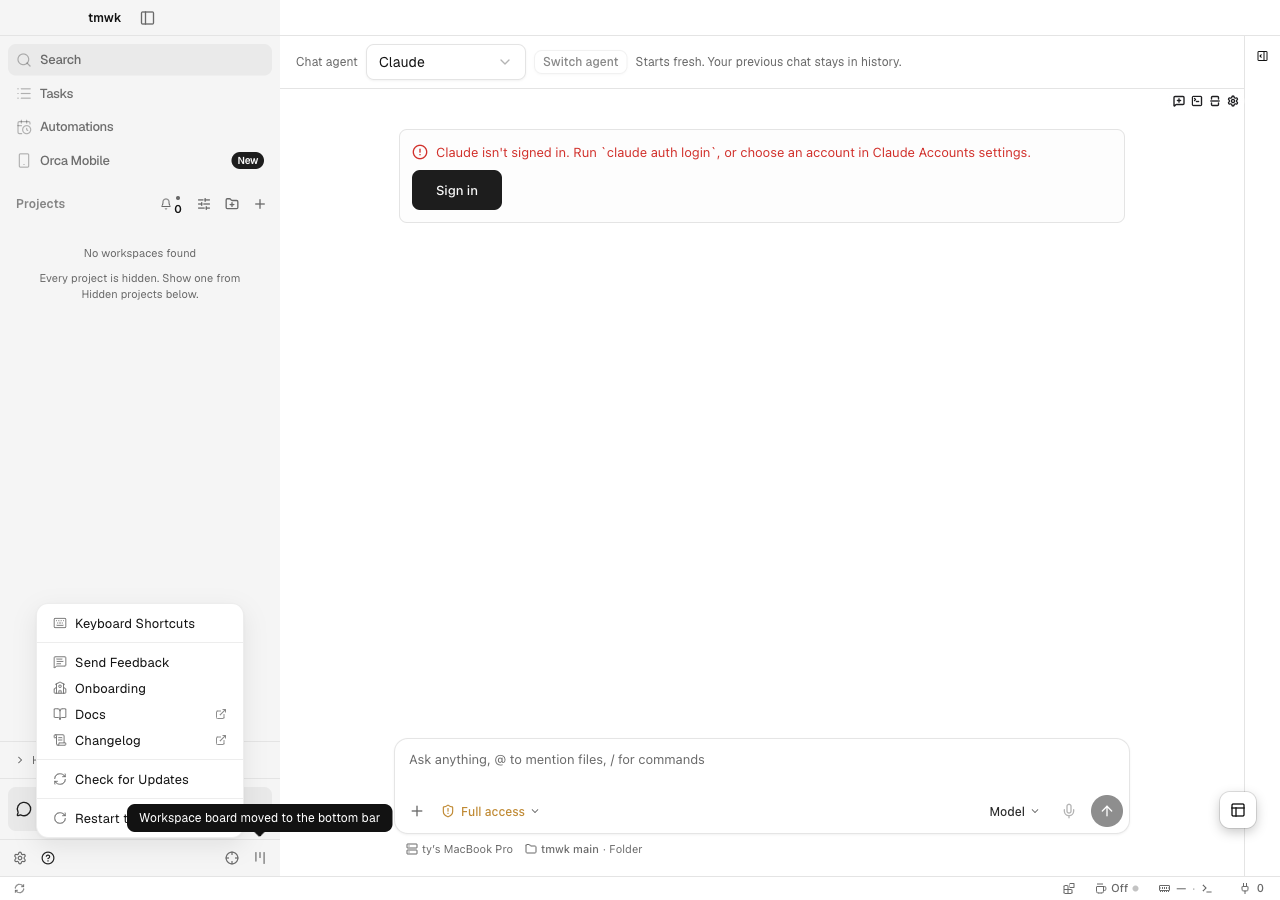 tmwk
Search
Tasks
Automations
Orca Mobile
New
Projects
0
No workspaces found
Every project is hidden. Show one from
Hidden projects below.
Keyboard Shortcuts
Send Feedback
Onboarding
Docs
Changelog
Check for Updates
Restart
Workspace board moved to the bottom bar
Chat agent
Claude
Switch agent
Starts fresh. Your previous chat stays in history.
Claude isn't signed in. Run `claude auth login`, or choose an account in Claude Accounts settings.
Sign in
Ask anything, @ to mention files, / for commands
Full access
Model
ty's MacBook Pro
tmwk main · Folder
Off
— ·
0